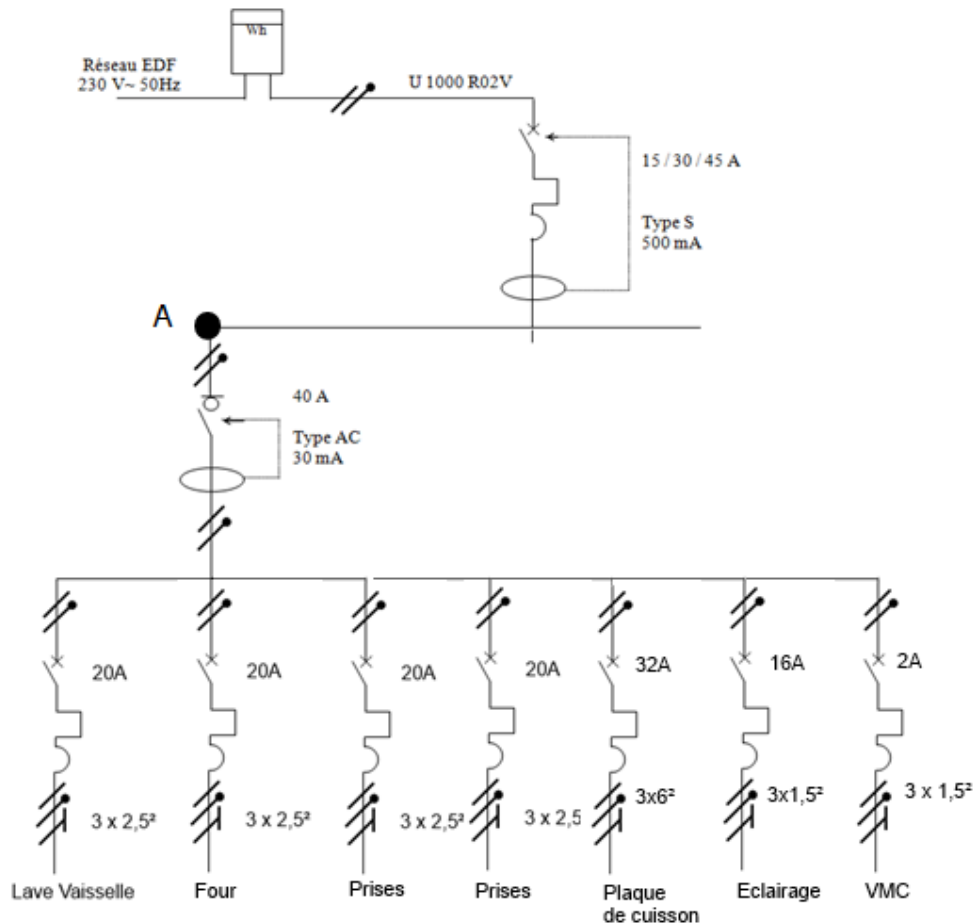 Wh
Réseau EDF
230 V~ 50Hz
U 1000 R02V
15 / 30 / 45 A
Type S
500 mA
A
40 A
Type AC
30 mA
20A
20A
20A
20A
32A
16A
2A
3 x 2,5²
3 x 2,5²
3 x 2,5²
3 x 2,5
3x6²
3x1,5²
3 x 1,5²
Lave Vaisselle
Four
Prises
Prises
Plaque
de cuisson
Eclairage
VMC